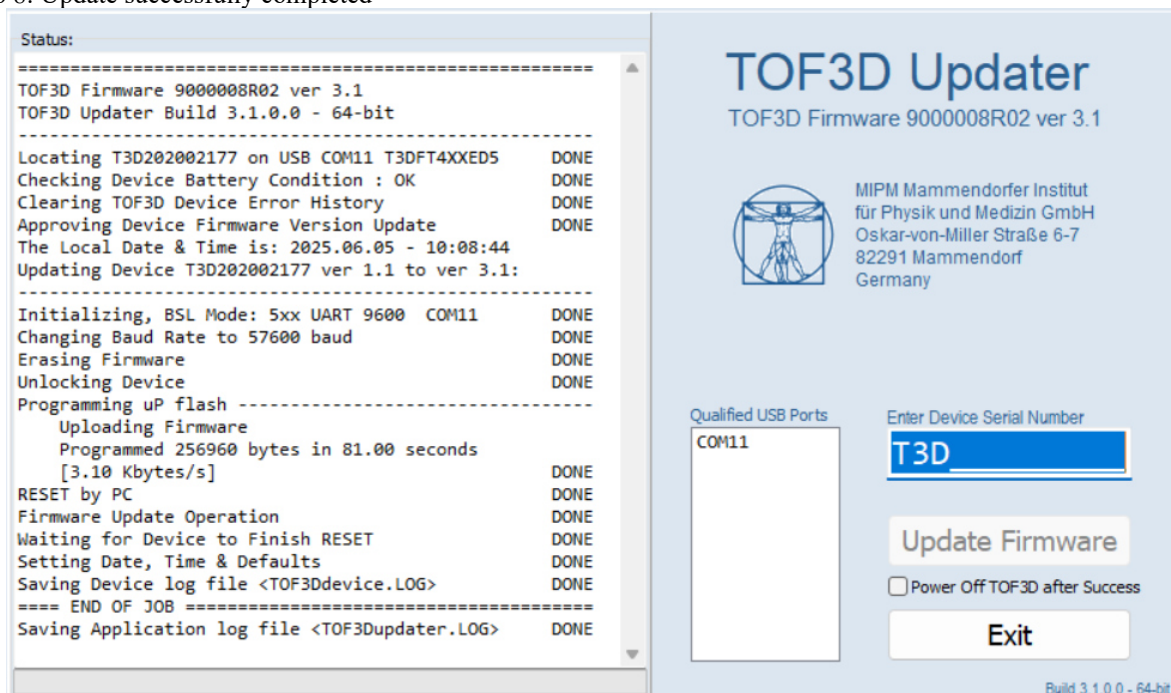 Update successfully completed
Status:
=======================================================
TOF3D Firmware 9000008R02 ver 3.1
TOF3D Updater Build 3.1.0.0 - 64-bit
-------------------------------------------------------
Locating T3D202002177 on USB COM11 T3DFT4XXED5 DONE
Checking Device Battery Condition : OK DONE
Clearing TOF3D Device Error History DONE
Approving Device Firmware Version Update DONE
The Local Date & Time is: 2025.06.05 - 10:08:44
Updating Device T3D202002177 ver 1.1 to ver 3.1:
-------------------------------------------------------
Initializing, BSL Mode: 5xx UART 9600 COM11 DONE
Changing Baud Rate to 57600 baud DONE
Erasing Firmware DONE
Unlocking Device DONE
Programming uP flash ----------------------------------
Uploading Firmware
Programmed 256960 bytes in 81.00 seconds
[3.10 Kbytes/s] DONE
RESET by PC DONE
Firmware Update Operation DONE
Waiting for Device to Finish RESET DONE
Setting Date, Time & Defaults DONE
Saving Device log file <TOF3Ddevice.LOG> DONE
==== END OF JOB =======================================
Saving Application log file <TOF3Dupdater.LOG> DONE
TOF3D Updater
TOF3D Firmware 9000008R02 ver 3.1
MIPM Mammendorfer Institut
für Physik und Medizin GmbH
Oskar-von-Miller Straße 6-7
82291 Mammendorf
Germany
Qualified USB Ports
COM11
Enter Device Serial Number
T3D_________
Update Firmware
Power Off TOF3D after Success
Exit
Build 3.1.0.0 - 64-bit